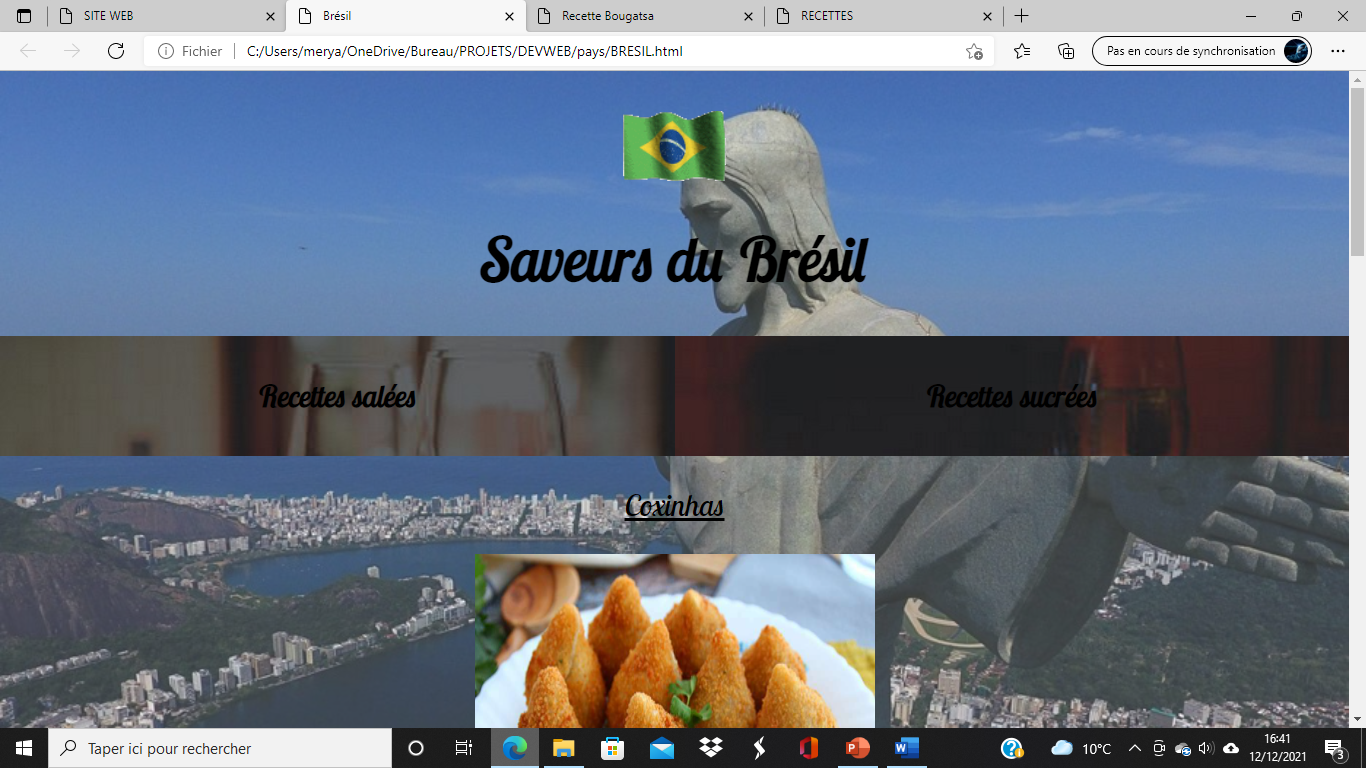 SITE WEB
Brésil
Recette Bougatsa
RECETTES
Fichier
C:/Users/merya/OneDrive/Bureau/PROJETS/DEVWEB/pays/BRESIL.html
Pas en cours de synchronisation
Saveurs du Brésil
Recettes salées
Recettes sucrées
Coxinhas
Taper ici pour rechercher
10°C
16:41
12/12/2021
3